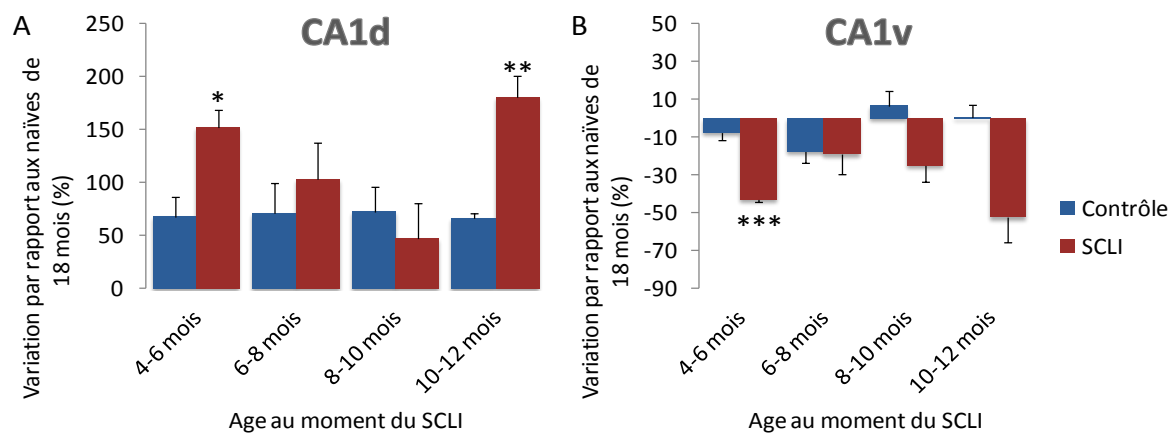 A
CA1d
Variation par rapport aux naïves de
18 mois (%)
250
200
150
100
50
0
*
**
4-6 mois
6-8 mois
8-10 mois
10-12 mois
Age au moment du SCLI
B
CA1v
Variation par rapport aux naïves de
18 mois (%)
50
30
10
-10
-30
-50
-70
-90
***
4-6 mois
6-8 mois
8-10 mois
10-12 mois
Age au moment du SCLI
Contrôle
SCLI